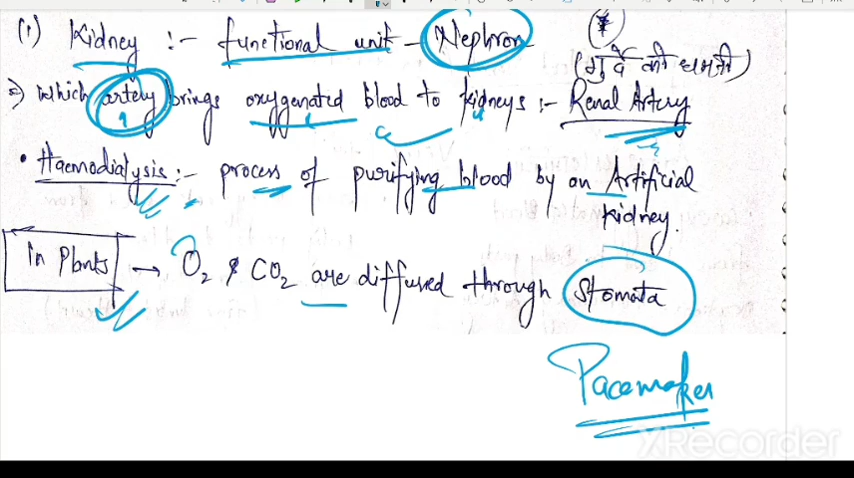 (1) Kidney :- functional unit - Nephron
(गुर्दे की धमनी)
⇒ which artery brings oxygenated blood to kidneys :- Renal Artery
• Haemodialysis :- process of purifying blood by an Artificial
kidney.
In Plants → O₂ & CO₂ are diffused through Stomata
Pacemaker
XRecorder